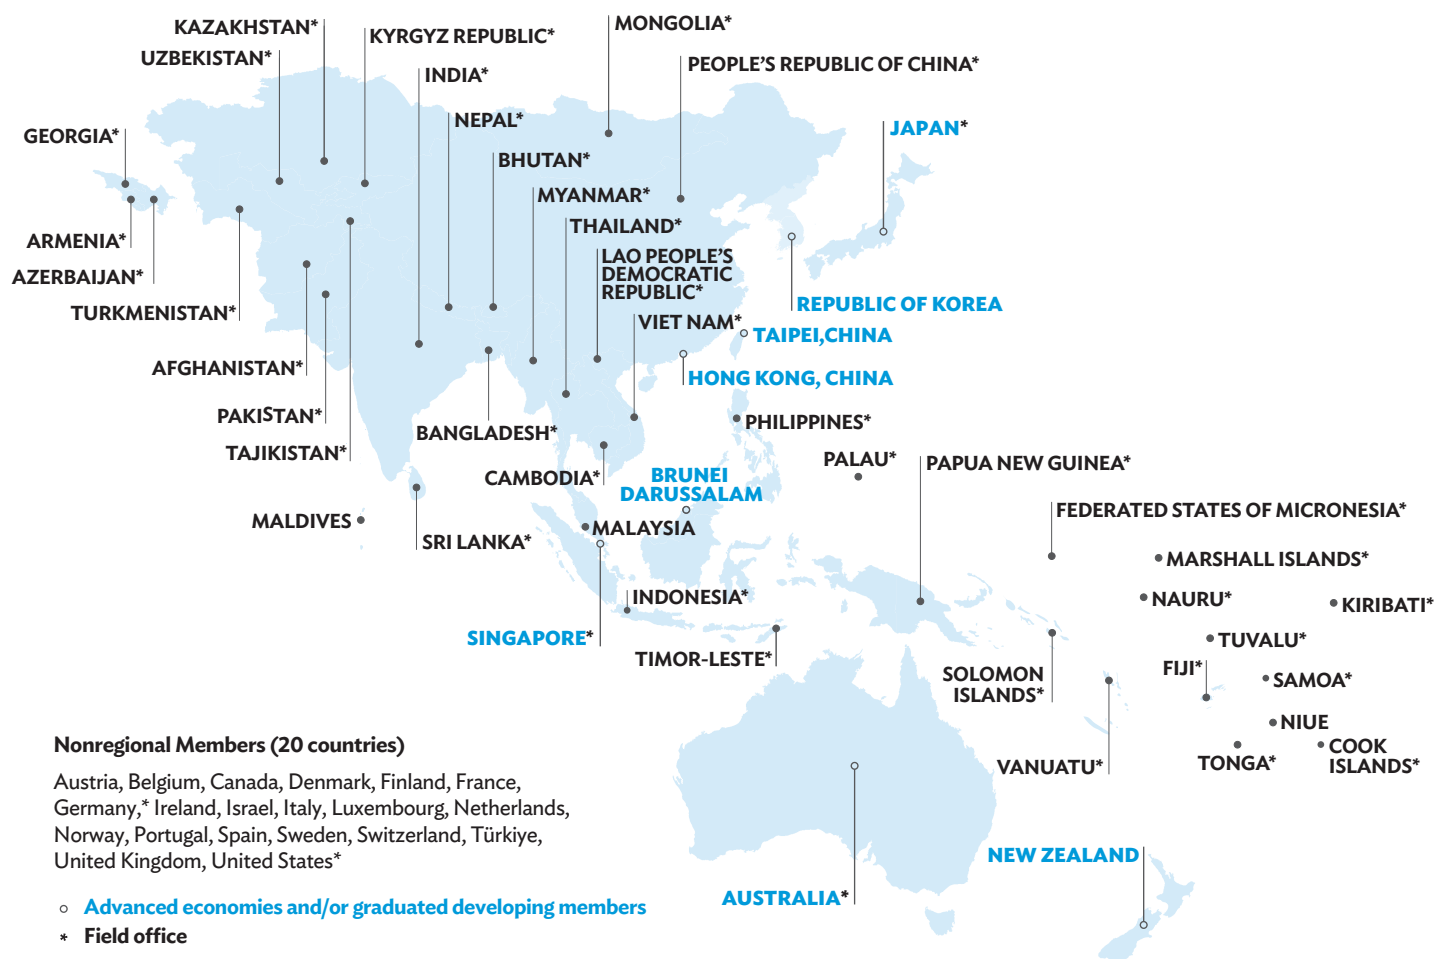 KAZAKHSTAN*
UZBEKISTAN*
KYRGYZ REPUBLIC*
INDIA*
MONGOLIA*
PEOPLE’S REPUBLIC OF CHINA*
NEPAL*
JAPAN*
GEORGIA*
BHUTAN*
MYANMAR*
THAILAND*
ARMENIA*
LAO PEOPLE’S
DEMOCRATIC
REPUBLIC*
AZERBAIJAN*
TURKMENISTAN*
REPUBLIC OF KOREA
VIET NAM*
TAIPEI,CHINA
AFGHANISTAN*
HONG KONG, CHINA
PAKISTAN*
BANGLADESH*
PHILIPPINES*
TAJIKISTAN*
CAMBODIA*
BRUNEI
DARUSSALAM
PALAU*
PAPUA NEW GUINEA*
MALDIVES
SRI LANKA*
MALAYSIA
FEDERATED STATES OF MICRONESIA*
MARSHALL ISLANDS*
INDONESIA*
NAURU*
KIRIBATI*
SINGAPORE*
TIMOR-LESTE*
TUVALU*
SOLOMON
ISLANDS*
FIJI*
SAMOA*
NIUE
VANUATU*
TONGA*
COOK
ISLANDS*
NEW ZEALAND
AUSTRALIA*
Nonregional Members (20 countries)
Austria, Belgium, Canada, Denmark, Finland, France,
Germany,* Ireland, Israel, Italy, Luxembourg, Netherlands,
Norway, Portugal, Spain, Sweden, Switzerland, Türkiye,
United Kingdom, United States*
Advanced economies and/or graduated developing members
* Field office